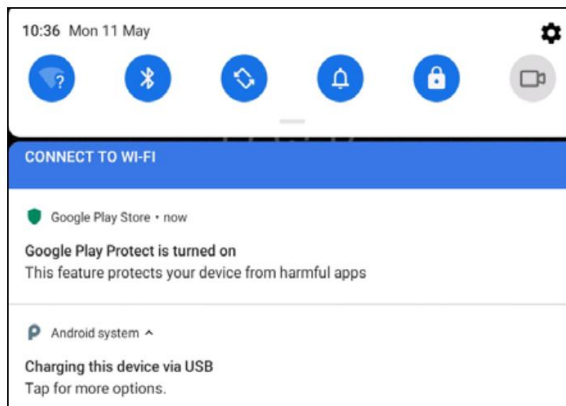 10:36 Mon 11 May
?
CONNECT TO WI-FI
Google Play Store • now
Google Play Protect is turned on
This feature protects your device from harmful apps
Android system
Charging this device via USB
Tap for more options.